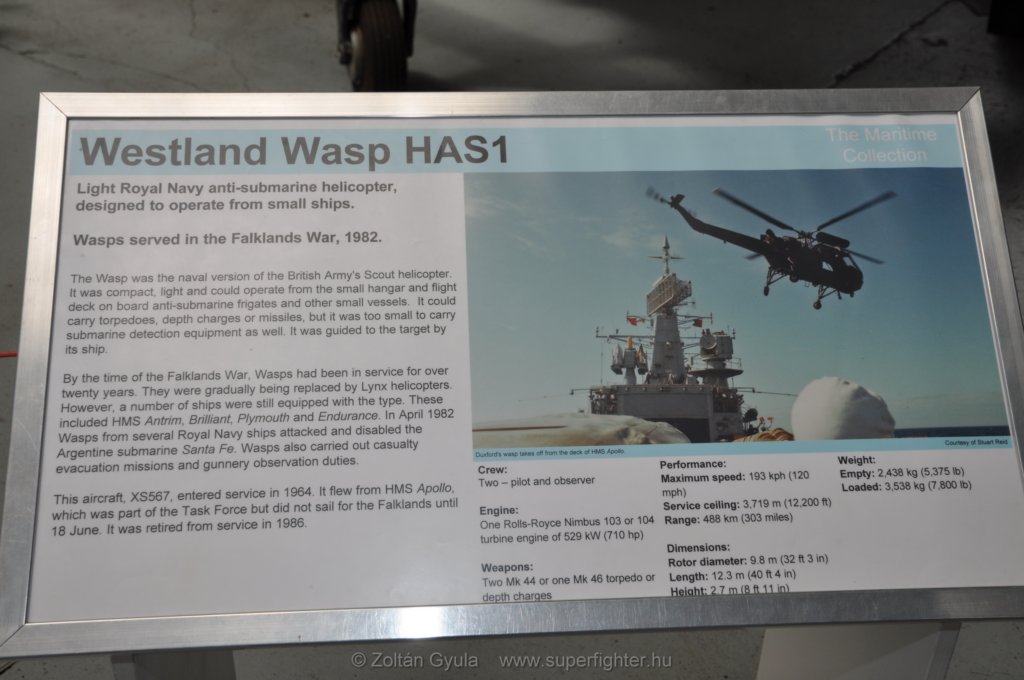 Westland Wasp HAS1
The Maritime
Collection
Light Royal Navy anti-submarine helicopter,
designed to operate from small ships.
Wasps served in the Falklands War, 1982.
The Wasp was the naval version of the British Army's Scout helicopter.
It was compact, light and could operate from the small hangar and flight
deck on board anti-submarine frigates and other small vessels. It could
carry torpedoes, depth charges or missiles, but it was too small to carry
submarine detection equipment as well. It was guided to the target by
its ship.
By the time of the Falklands War, Wasps had been in service for over
twenty years. They were gradually being replaced by Lynx helicopters.
However, a number of ships were still equipped with the type. These
included HMS Antrim, Brilliant, Plymouth and Endurance. In April 1982
Wasps from several Royal Navy ships attacked and disabled the
Argentine submarine Santa Fe. Wasps also carried out casualty
evacuation missions and gunnery observation duties.
This aircraft, XS567, entered service in 1964. It flew from HMS Apollo,
which was part of the Task Force but did not sail for the Falklands until
18 June. It was retired from service in 1986.
Duxford's wasp takes off from the deck of HMS Apollo.
Courtesy of Stuart Reid
Crew:
Two – pilot and observer
Engine:
One Rolls-Royce Nimbus 103 or 104
turbine engine of 529 kW (710 hp)
Weapons:
Two Mk 44 or one Mk 46 torpedo or
depth charges
Performance:
Maximum speed: 193 kph (120
mph)
Service ceiling: 3,719 m (12,200 ft)
Range: 488 km (303 miles)
Dimensions:
Rotor diameter: 9.8 m (32 ft 3 in)
Length: 12.3 m (40 ft 4 in)
Height: 2.7 m (8 ft 11 in)
Weight:
Empty: 2,438 kg (5,375 lb)
Loaded: 3,538 kg (7,800 lb)
© Zoltán Gyula www.superfighter.hu